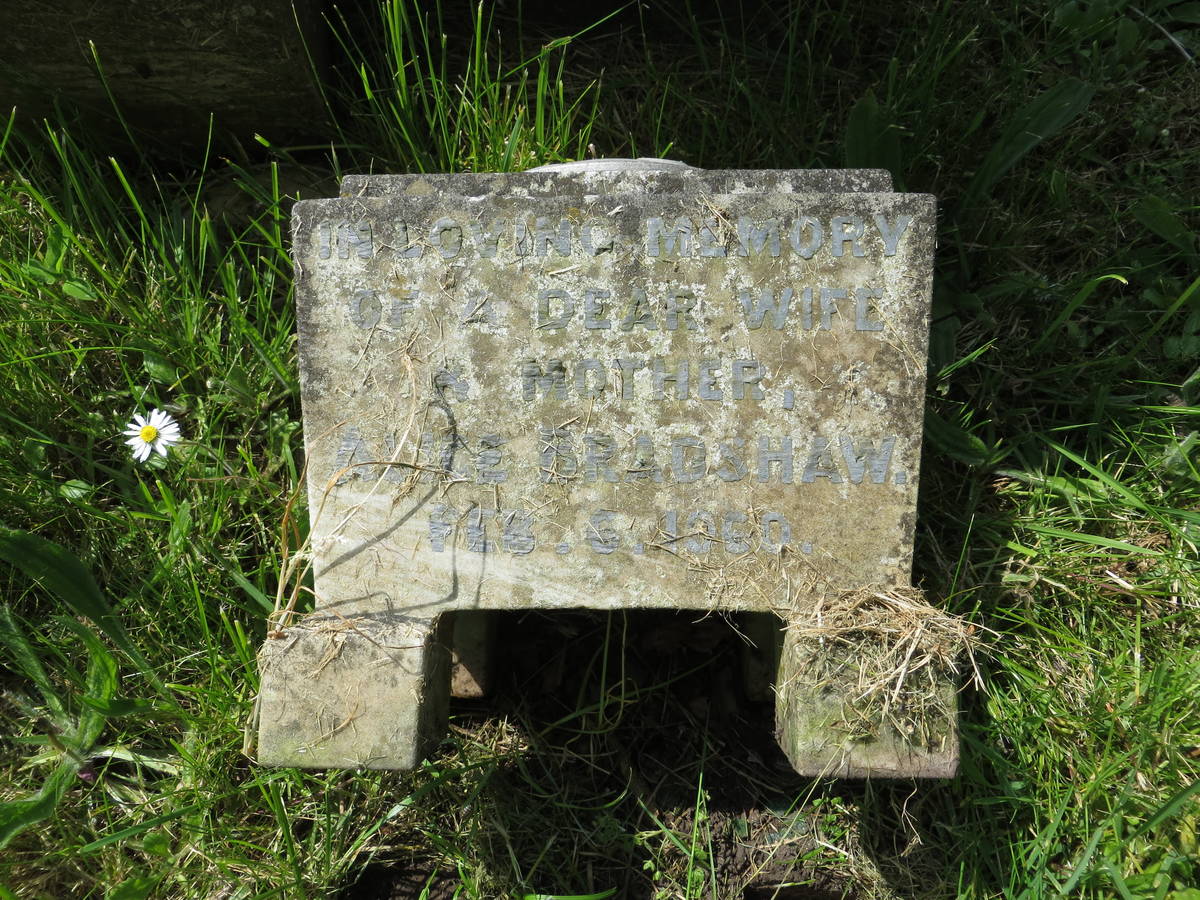 IN LOVING MEMORY
OF A DEAR WIFE
& MOTHER,
ALICE BRADSHAW.
FEB. 6. 1960.